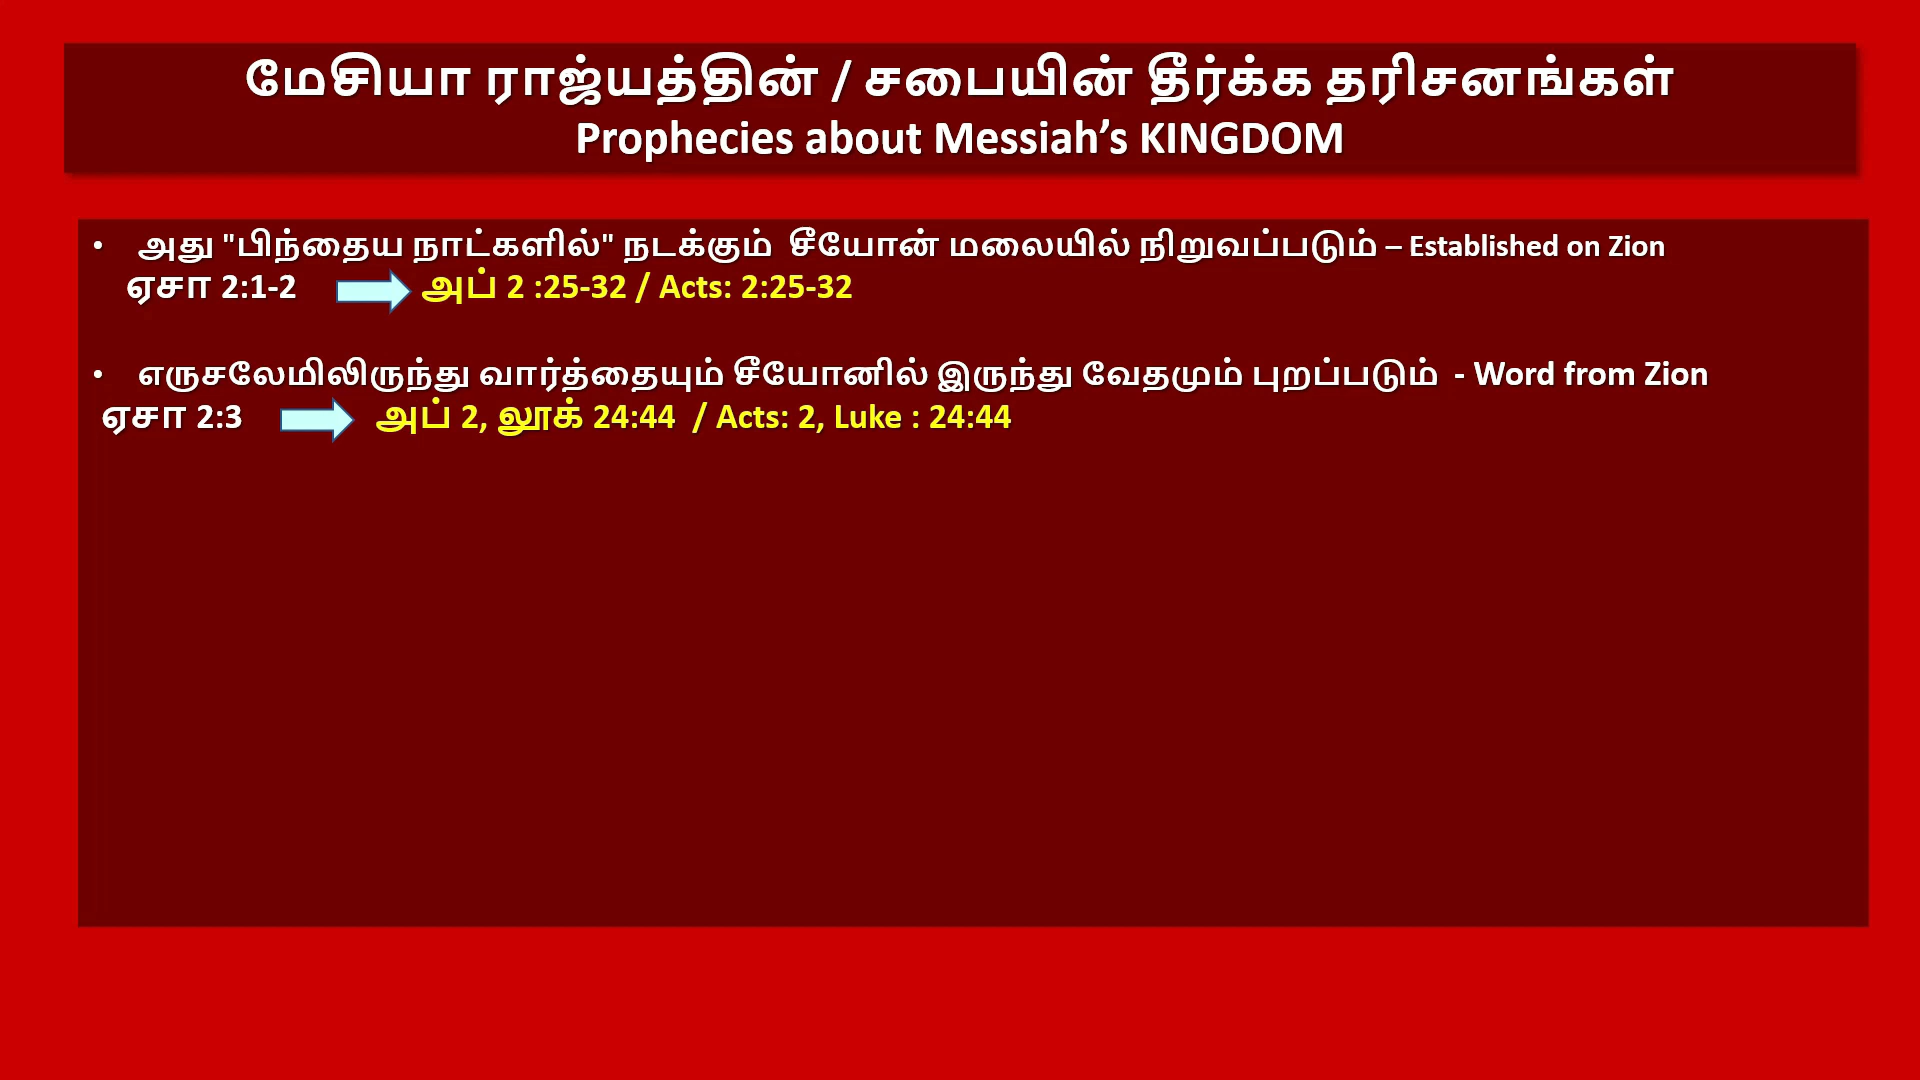 மேசியா ராஜ்யத்தின் / சபையின் தீர்க்க தரிசனங்கள்
Prophecies about Messiah’s KINGDOM
• அது "பிந்தைய நாட்களில்" நடக்கும் சீயோன் மலையில் நிறுவப்படும் – Established on Zion
ஏசா 2:1-2 அப் 2 :25-32 / Acts: 2:25-32
• எருசலேமிலிருந்து வார்த்தையும் சீயோனில் இருந்து வேதமும் புறப்படும் - Word from Zion
ஏசா 2:3 அப் 2, லூக் 24:44 / Acts: 2, Luke : 24:44